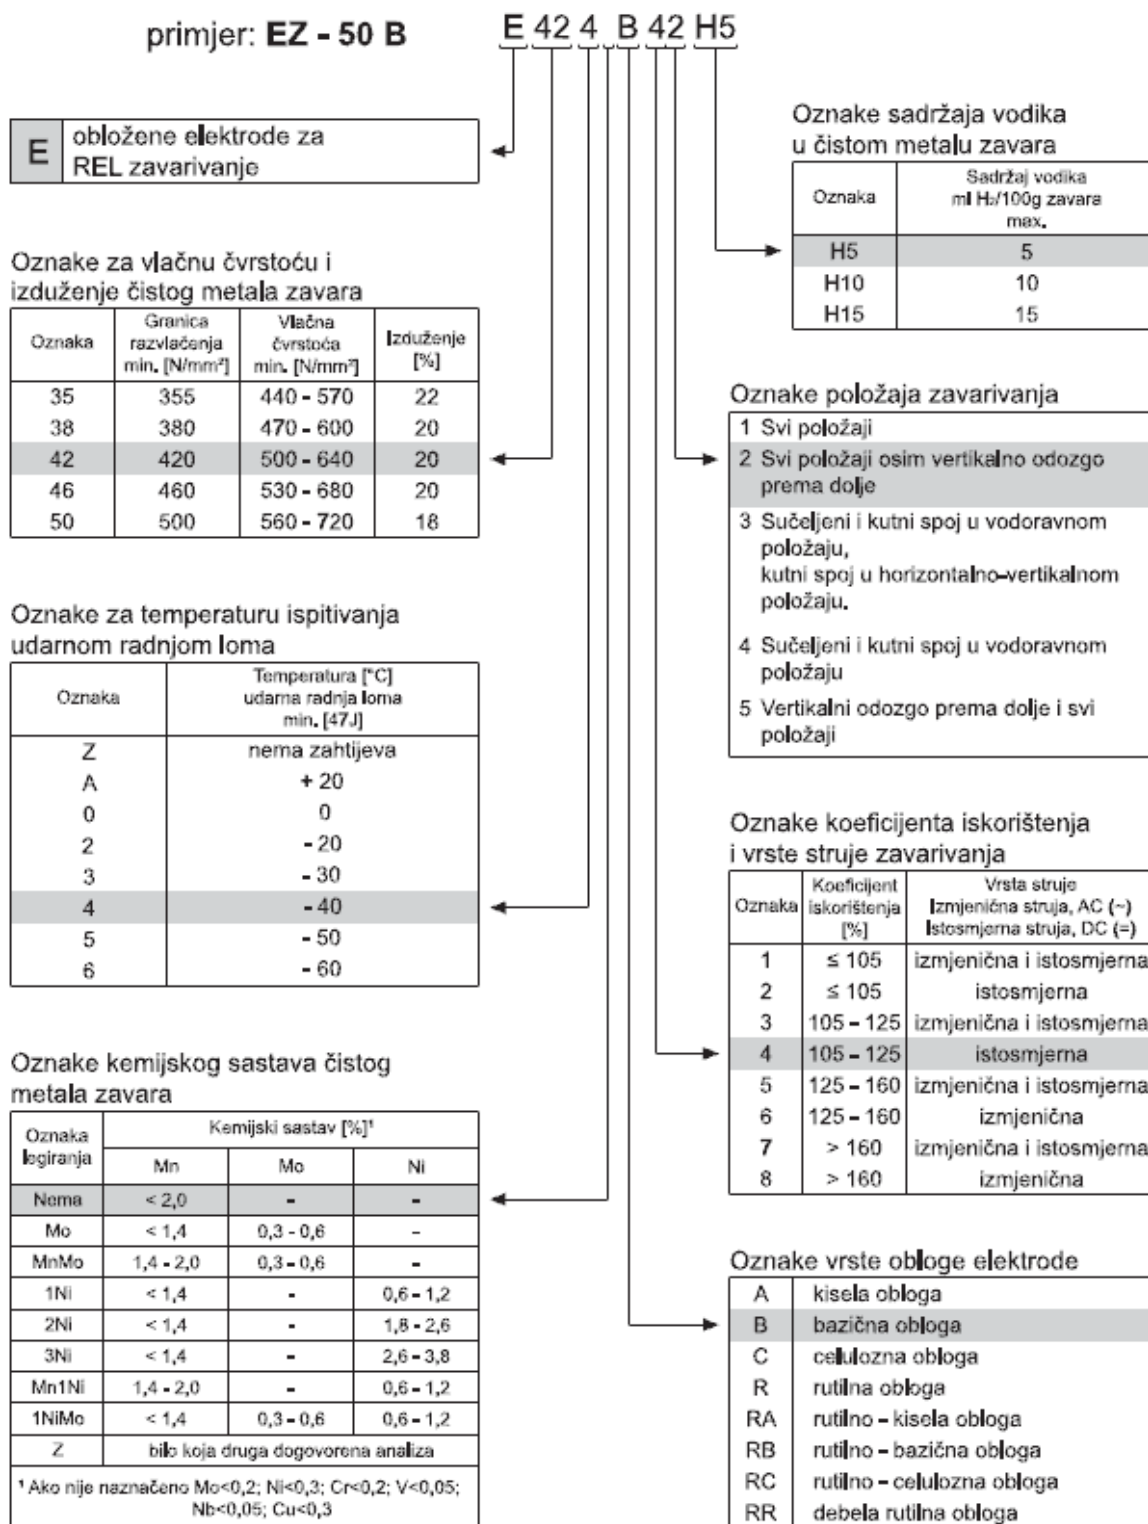 primjer: EZ - 50 B
E 42 4 B 42 H5
E
obložene elektrode za
REL zavarivanje
Oznake sadržaja vodika
u čistom metalu zavara
Oznaka
Sadržaj vodika
ml H₂/100g zavara
max.
H5 5
H10 10
H15 15
Oznake za vlačnu čvrstoću i
izduženje čistog metala zavara
Oznaka
Granica
razvlačenja
min. [N/mm²]
Vlačna
čvrstoća
min. [N/mm²]
Izduženje
[%]
35 355 440 - 570 22
38 380 470 - 600 20
42 420 500 - 640 20
46 460 530 - 680 20
50 500 560 - 720 18
Oznake položaja zavarivanja
1 Svi položaji
2 Svi položaji osim vertikalno odozgo
prema dolje
3 Sučeljeni i kutni spoj u vodoravnom
položaju,
kutni spoj u horizontalno-vertikalnom
položaju.
4 Sučeljeni i kutni spoj u vodoravnom
položaju
5 Vertikalni odozgo prema dolje i svi
položaji
Oznake za temperaturu ispitivanja
udarnom radnjom loma
Oznaka
Temperatura [°C]
udarna radnja loma
min. [47J]
Z nema zahtijeva
A + 20
0 0
2 - 20
3 - 30
4 - 40
5 - 50
6 - 60
Oznake koeficijenta iskorištenja
i vrste struje zavarivanja
Oznaka
Koeficijent
iskorištenja
[%]
Vrsta struje
Izmjenična struja, AC (~)
Istosmjerna struja, DC (=)
1 ≤ 105 izmjenična i istosmjerna
2 ≤ 105 istosmjerna
3 105 - 125 izmjenična i istosmjerna
4 105 - 125 istosmjerna
5 125 - 160 izmjenična i istosmjerna
6 125 - 160 izmjenična
7 > 160 izmjenična i istosmjerna
8 > 160 izmjenična
Oznake kemijskog sastava čistog
metala zavara
Oznaka
legiranja
Kemijski sastav [%]¹
Mn Mo Ni
Nema < 2,0 - -
Mo < 1,4 0,3 - 0,6 -
MnMo 1,4 - 2,0 0,3 - 0,6 -
1Ni < 1,4 - 0,6 - 1,2
2Ni < 1,4 - 1,8 - 2,6
3Ni < 1,4 - 2,6 - 3,8
Mn1Ni 1,4 - 2,0 - 0,6 - 1,2
1NiMo < 1,4 0,3 - 0,6 0,6 - 1,2
Z bilo koja druga dogovorena analiza
¹ Ako nije naznačeno Mo<0,2; Ni<0,3; Cr<0,2; V<0,05;
Nb<0,05; Cu<0,3
Oznake vrste obloge elektrode
A kisela obloga
B bazična obloga
C celulozna obloga
R rutilna obloga
RA rutilno - kisela obloga
RB rutilno - bazična obloga
RC rutilno - celulozna obloga
RR debela rutilna obloga